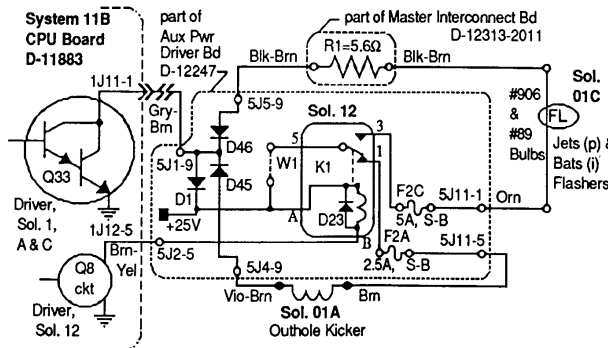 System 11B
CPU Board
D-11883
part of
Aux Pwr
Driver Bd
D-12247
part of Master Interconnect Bd
D-12313-2011
R1=5.6Ω
Blk-Brn
Blk-Brn
1J11-1
Gry-
Brn
5J5-9
Sol. 12
#906
&
#89
Bulbs
Sol.
01C
FL
Jets (p) &
Bats (i)
Flashers
Q33
5J1-9
D46
D45
D1
W1
5
K1
3
1
A
D23
B
+25V
F2C
5A, S-B
5J11-1
Orn
F2A
2.5A, S-B
5J11-5
Driver,
Sol. 1,
A & C
1J12-5
Brn-
Yel
5J2-5
Q8
ckt
Driver,
Sol. 12
5J4-9
Vio-Brn
Brn
Sol. 01A
Outhole Kicker